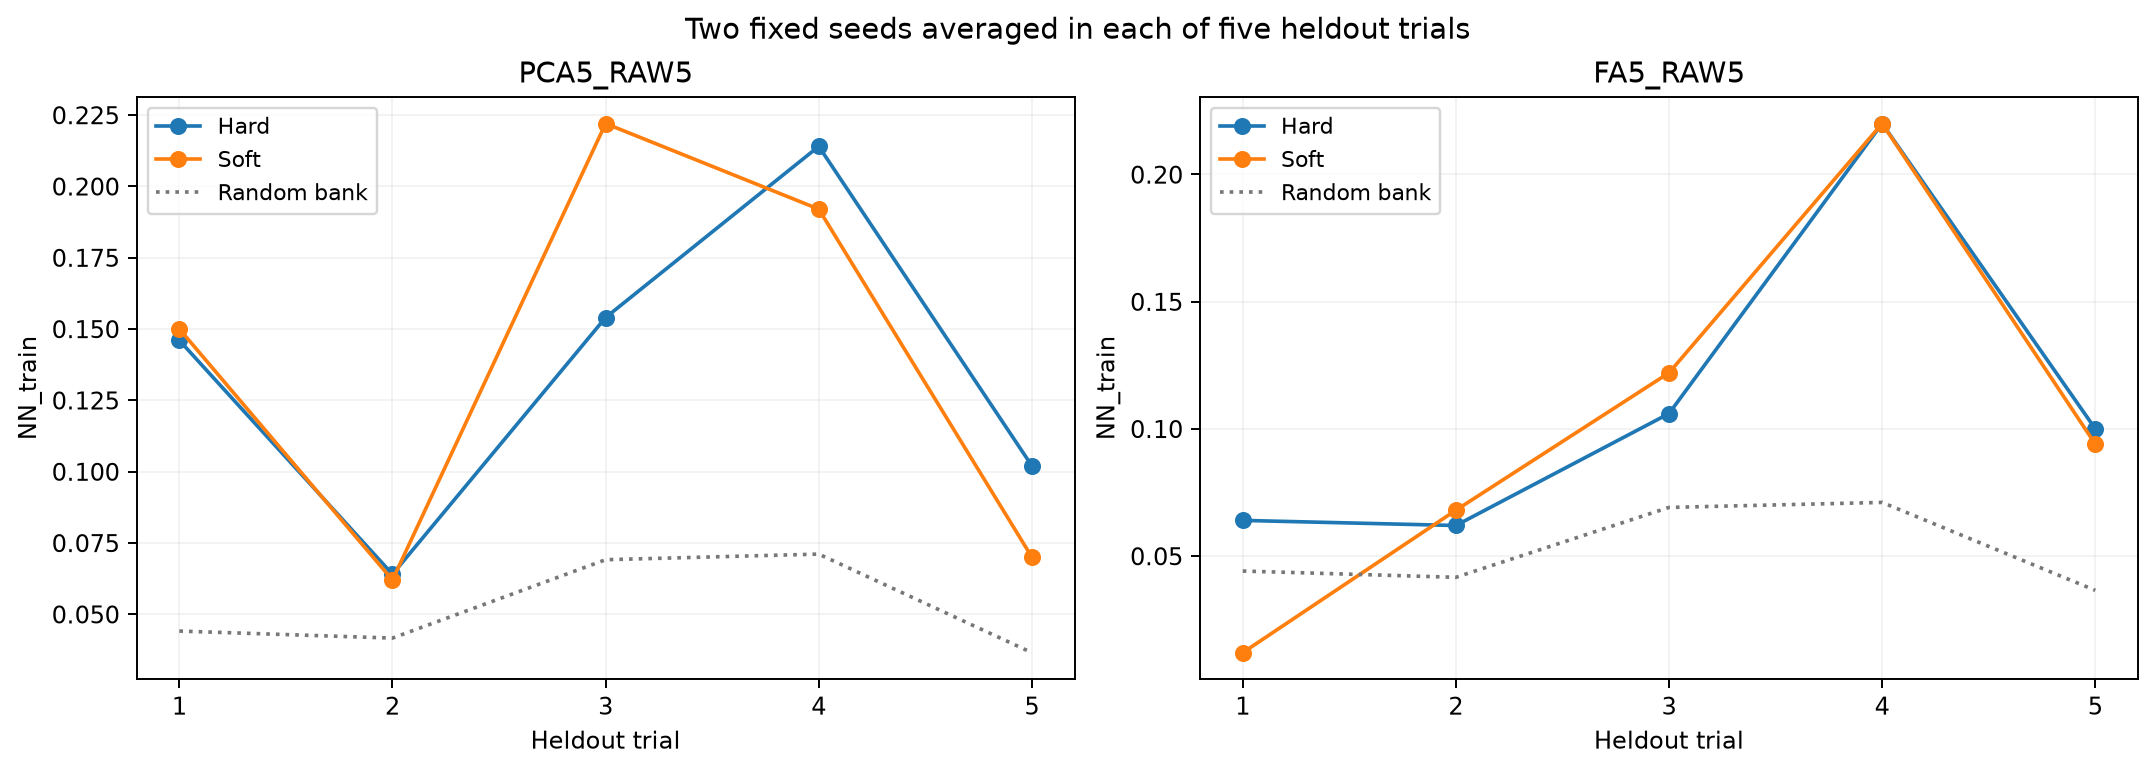 Two fixed seeds averaged in each of five heldout trials
PCA5_RAW5
Hard
Soft
Random bank
0.225
0.200
0.175
0.150
0.125
0.100
0.075
0.050
NN_train
1 2 3 4 5
Heldout trial
FA5_RAW5
Hard
Soft
Random bank
0.20
0.15
0.10
0.05
NN_train
1 2 3 4 5
Heldout trial